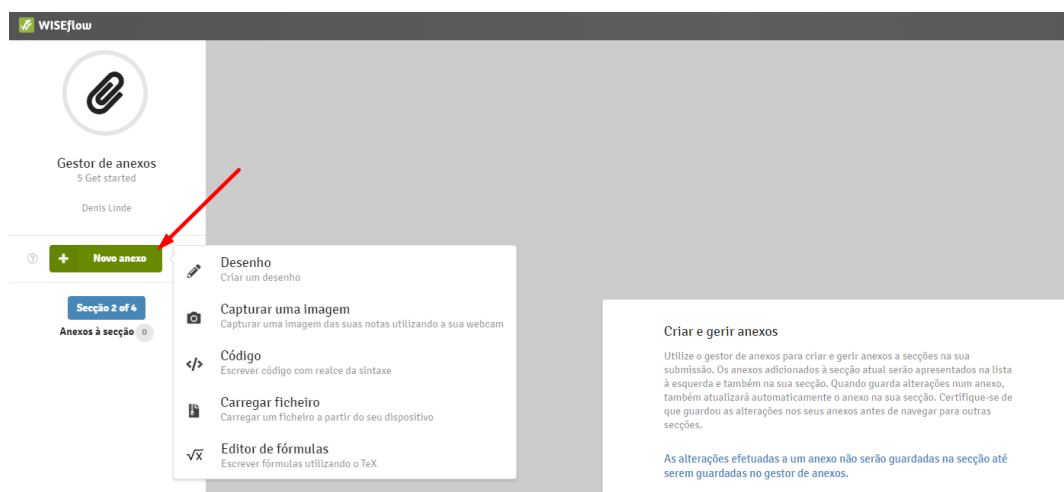 WISEflow
Gestor de anexos
5 Get started
Denis Linde
Novo anexo
Secção 2 of 4
Anexos à secção 0
Desenho
Criar um desenho
Capturar uma imagem
Capturar uma imagem das suas notas utilizando a sua webcam
Código
Escrever código com realce da sintaxe
Carregar ficheiro
Carregar um ficheiro a partir do seu dispositivo
Editor de fórmulas
Escrever fórmulas utilizando o TeX
Criar e gerir anexos
Utilize o gestor de anexos para criar e gerir anexos a secções na sua
submissão. Os anexos adicionados à secção atual serão apresentados na lista
à esquerda e também na sua secção. Quando guarda alterações num anexo,
também atualizará automaticamente o anexo na sua secção. Certifique-se de
que guardou as alterações nos seus anexos antes de navegar para outras
secções.
As alterações efetuadas a um anexo não serão guardadas na secção até
serem guardadas no gestor de anexos.